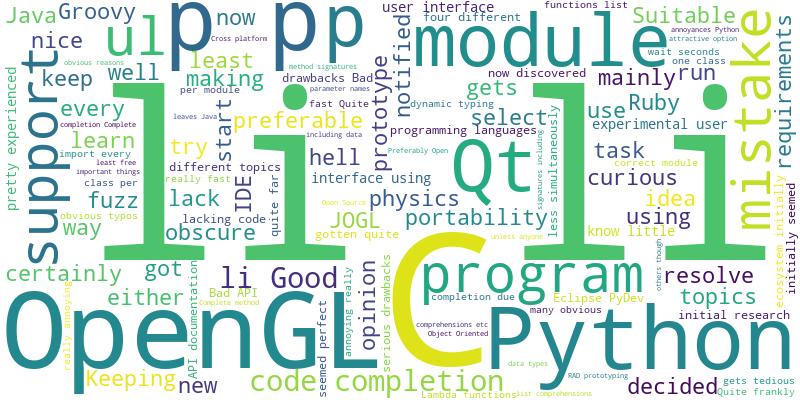 Java
Groovy
nice
keep
well
every
learn
import every
pretty experienced
obvious reasons
completion Complete
least free
important things
class per
obvious typos
support
ul
p
pp
now
Cross platform
least
making
per module
leaves Java
start
try
different topics
really fast
lack
lacking code
IDE
quite far
obscure
fuzz
way
got
certainly
either
li
li Good
user interface
method signatures
drawbacks Bad
parameter names
fast Quite
including data
preferable
hell
interface using
physics
prototype
notified
Preferably Open
programming languages
dynamic typing
Open Source
JOGL
gotten quite
portability
four different
functions list
module
now discovered
gets
select
signatures including
less simultaneously
Qt
li
Suitable
annoyances Python
attractive option
wait seconds
one class
mainly
run
use
Ruby
experimental user
task
correct module
curious
idea
using
know little
mistake
requirements
initially seemed
ecosystem initially
others though
resolve
topics
initial research
unless anyone
C
program
Eclipse PyDev
completion due
many obvious
comprehensions etc
Object Oriented
Python
data types
RAD prototyping
decided
gets tedious
Quite frankly
Lambda functions
list comprehensions
OpenGL
Bad API
Complete method
API documentation
really annoying
Keeping
new
code completion
seemed perfect
annoying really
opinion
serious drawbacks